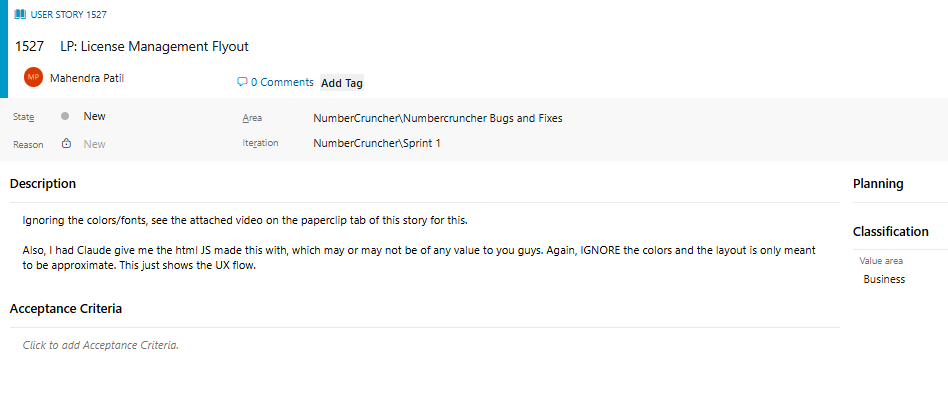 USER STORY 1527
1527 LP: License Management Flyout
MP Mahendra Patil
0 Comments Add Tag
State New
Area NumberCruncher\Numbercruncher Bugs and Fixes
Reason New
Iteration NumberCruncher\Sprint 1
Description
Ignoring the colors/fonts, see the attached video on the paperclip tab of this story for this.
Also, I had Claude give me the html JS made this with, which may or may not be of any value to you guys. Again, IGNORE the colors and the layout is only meant
to be approximate. This just shows the UX flow.
Acceptance Criteria
Click to add Acceptance Criteria.
Planning
Classification
Value area
Business